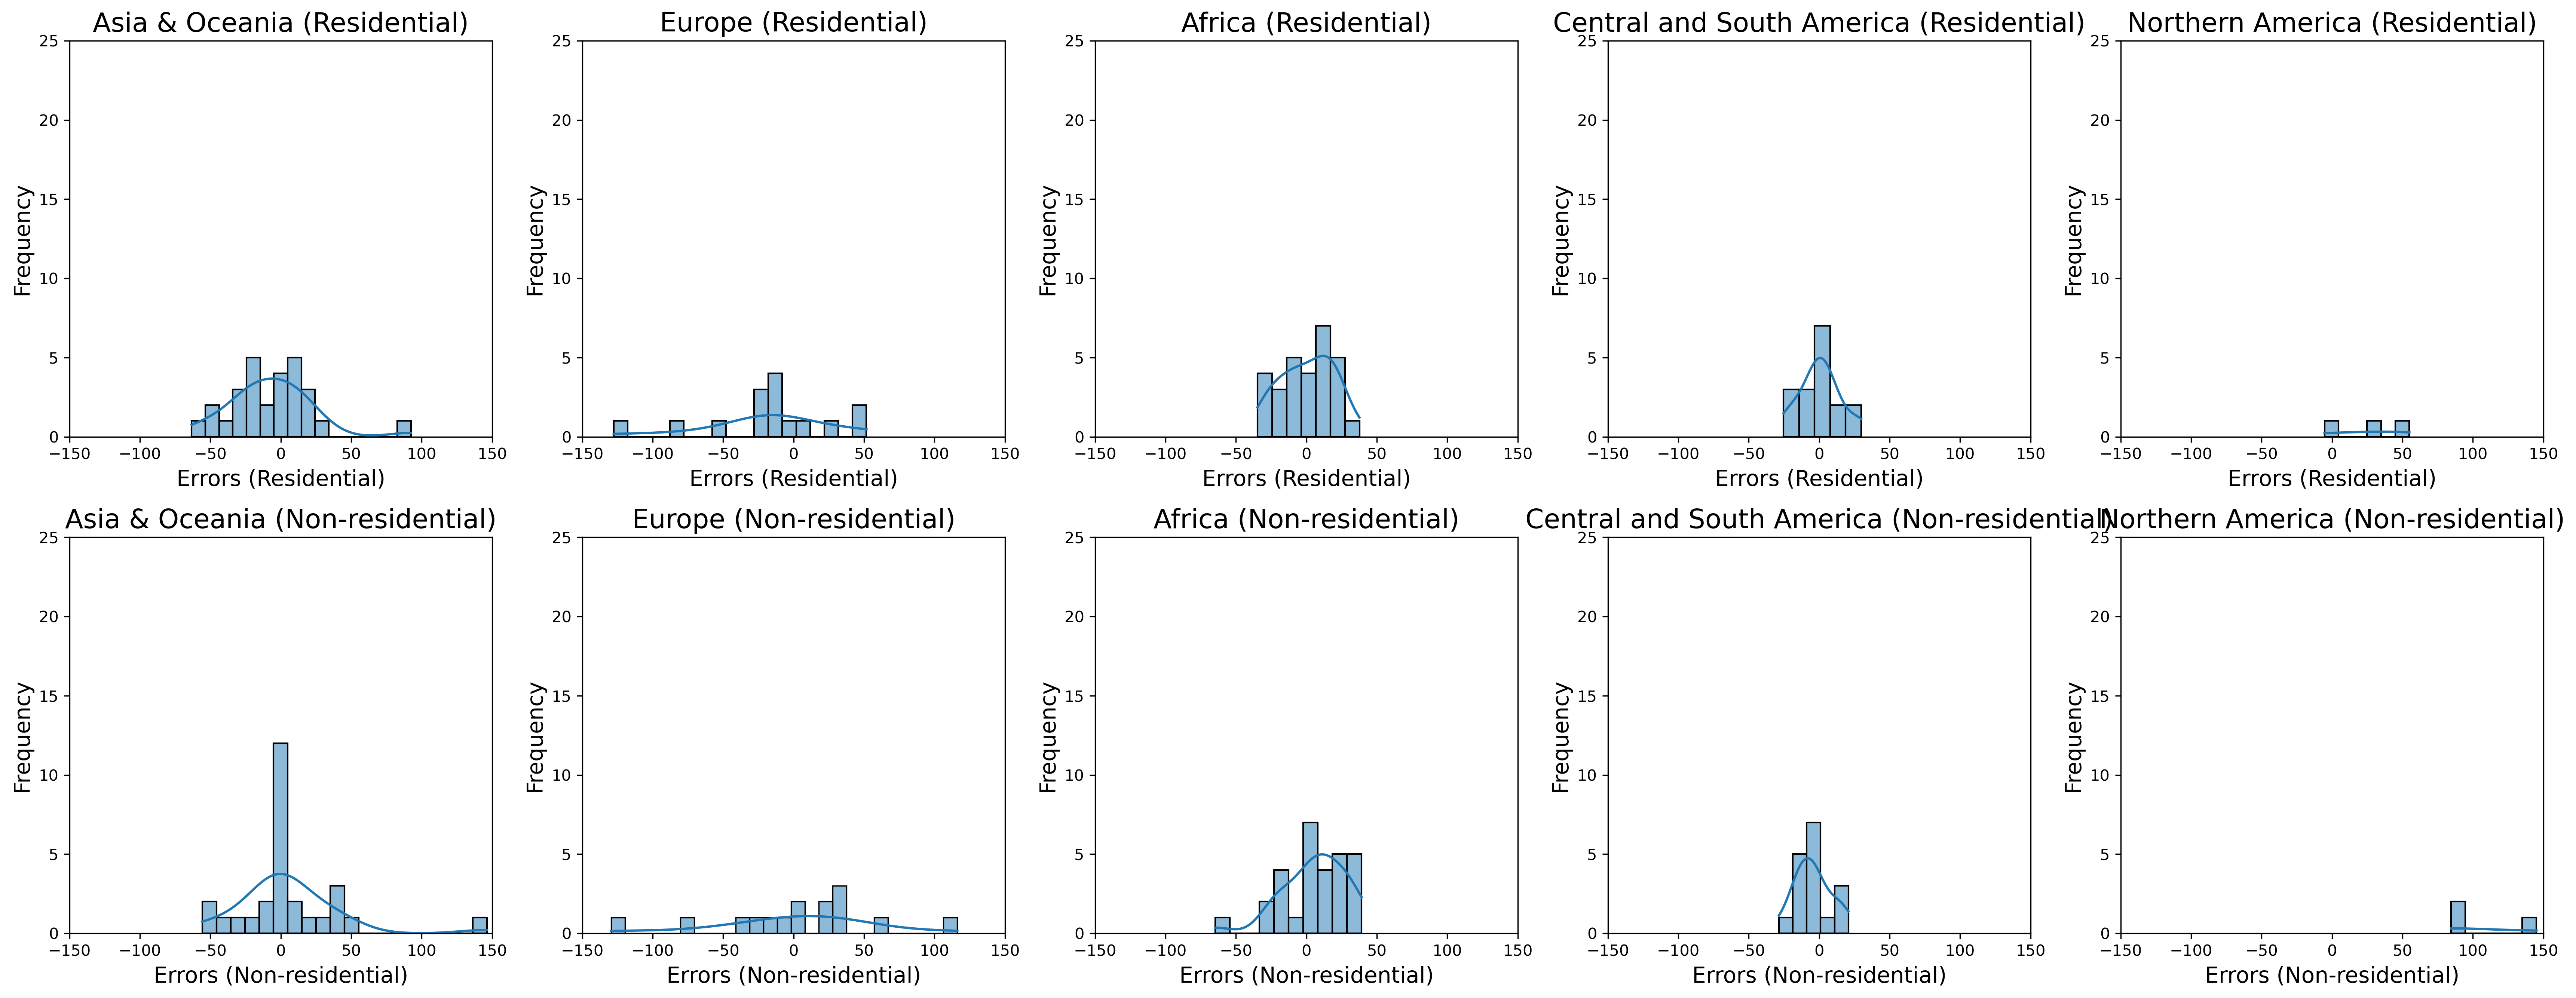 Asia & Oceania (Residential)
25
20
15
10
5
0
Frequency
−150 −100 −50 0 50 100 150
Errors (Residential)
Europe (Residential)
25
20
15
10
5
0
Frequency
−150 −100 −50 0 50 100 150
Errors (Residential)
Africa (Residential)
25
20
15
10
5
0
Frequency
−150 −100 −50 0 50 100 150
Errors (Residential)
Central and South America (Residential)
25
20
15
10
5
0
Frequency
−150 −100 −50 0 50 100 150
Errors (Residential)
Northern America (Residential)
25
20
15
10
5
0
Frequency
−150 −100 −50 0 50 100 150
Errors (Residential)
Asia & Oceania (Non-residential)
25
20
15
10
5
0
Frequency
−150 −100 −50 0 50 100 150
Errors (Non-residential)
Europe (Non-residential)
25
20
15
10
5
0
Frequency
−150 −100 −50 0 50 100 150
Errors (Non-residential)
Africa (Non-residential)
25
20
15
10
5
0
Frequency
−150 −100 −50 0 50 100 150
Errors (Non-residential)
Central and South America (Non-residential)
25
20
15
10
5
0
Frequency
−150 −100 −50 0 50 100 150
Errors (Non-residential)
Northern America (Non-residential)
25
20
15
10
5
0
Frequency
−150 −100 −50 0 50 100 150
Errors (Non-residential)